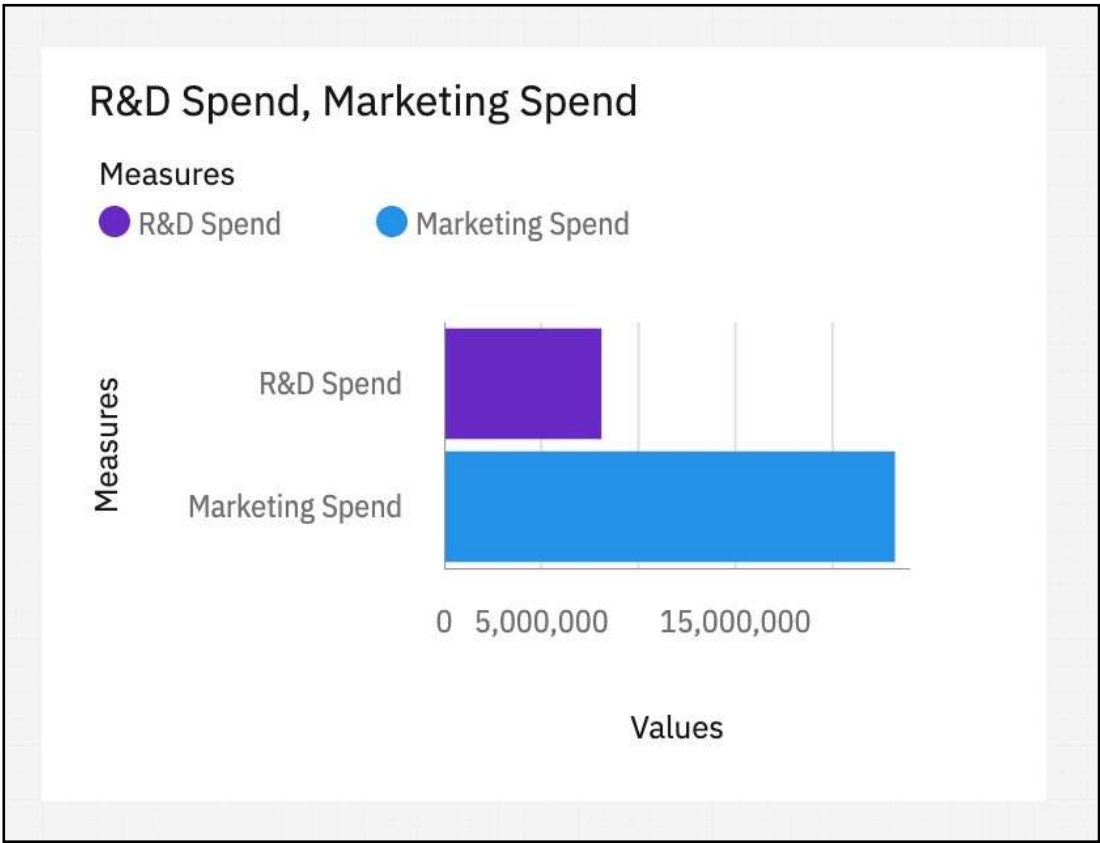 R&D Spend, Marketing Spend
Measures
R&D Spend
Marketing Spend
Measures
R&D Spend
Marketing Spend
0 5,000,000 15,000,000
Values